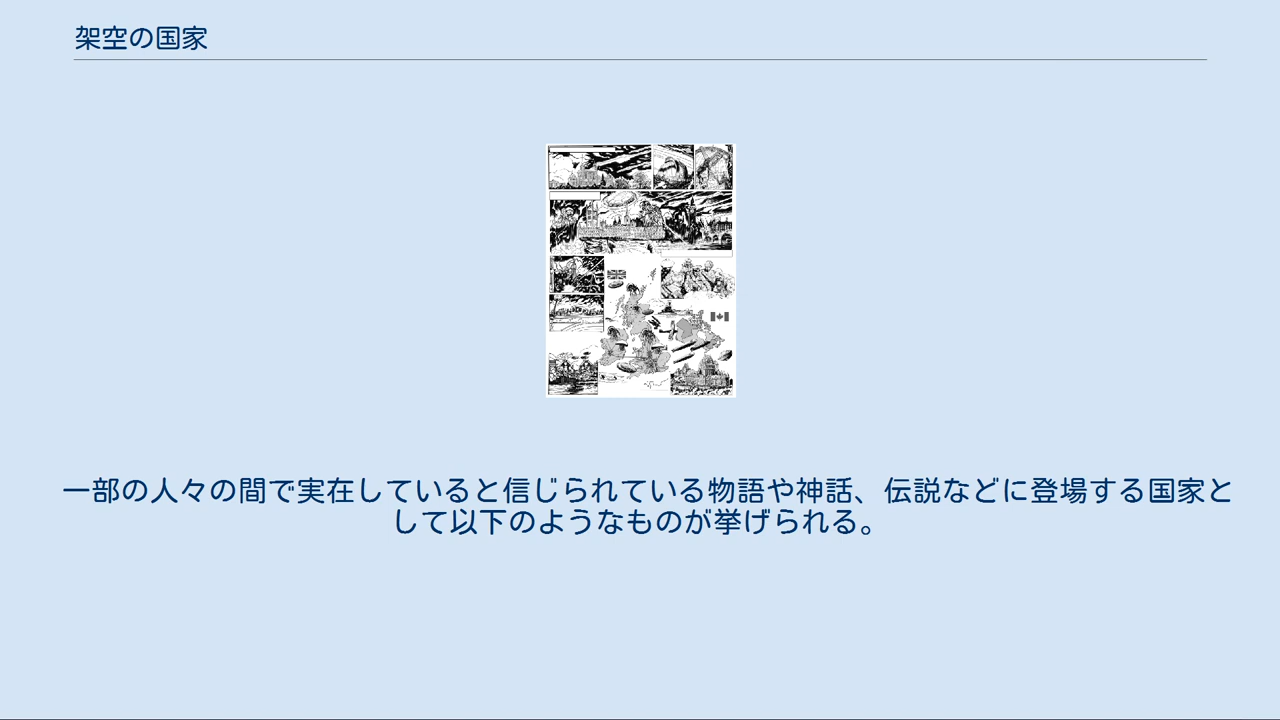 架空の国家
一部の人々の間で実在していると信じられている物語や神話、伝説などに登場する国家と
して以下のようなものが挙げられる。